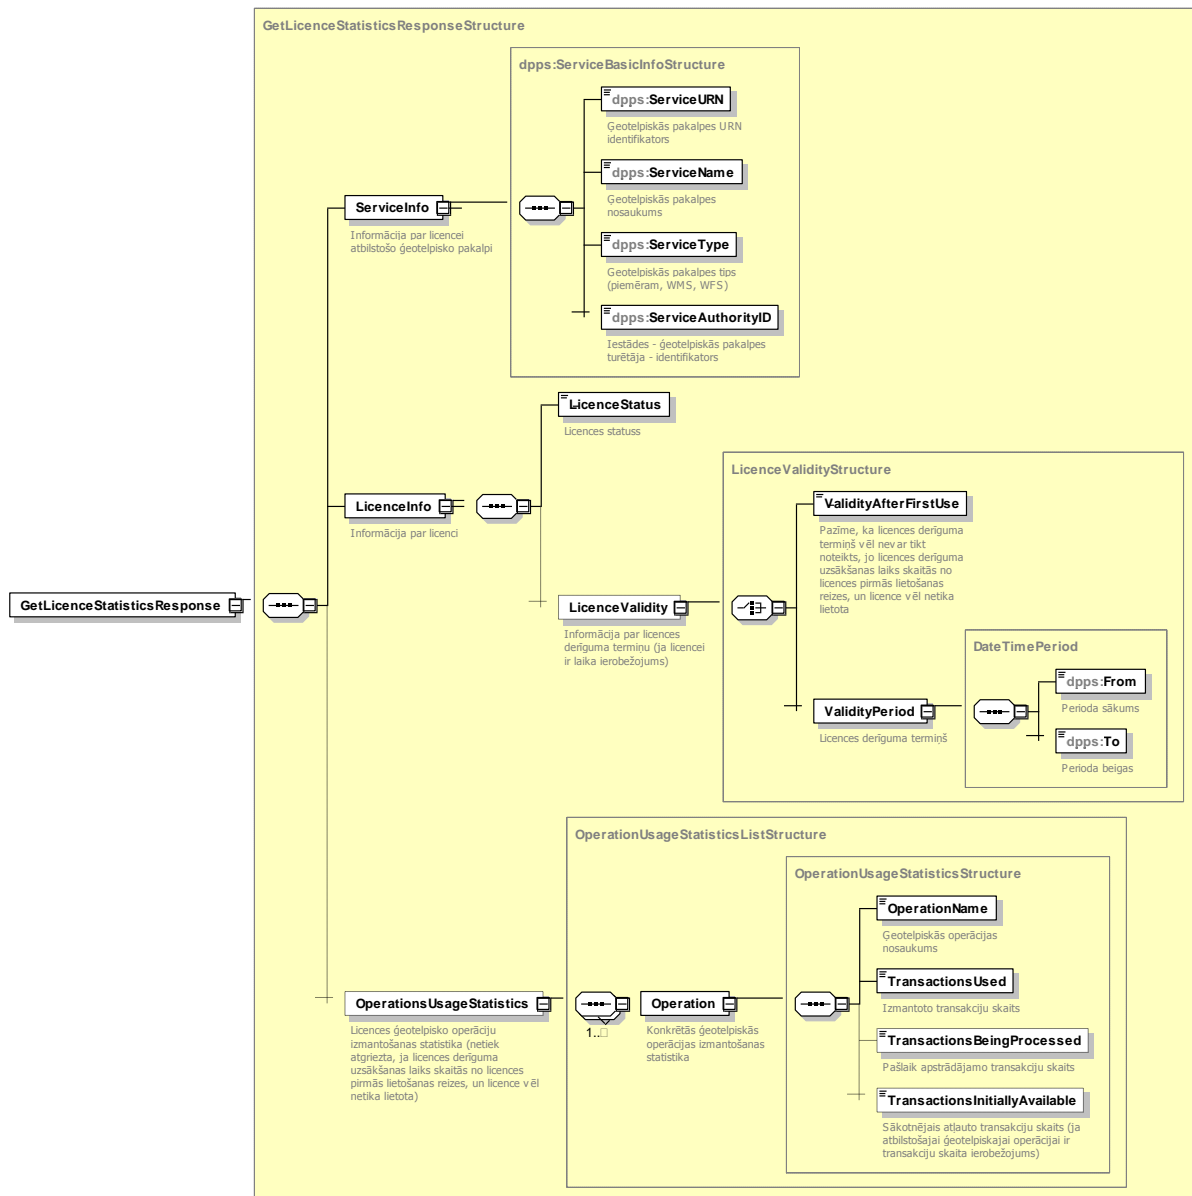 GetLicenceStatisticsResponseStructure
dpps:ServiceBasicInfoStructure
dpps:ServiceURN
Ģeotelpiskās pakalpes URN
identifikators
dpps:ServiceName
Ģeotelpiskās pakalpes
nosaukums
ServiceInfo
Informācija par licencei
atbilstošo ģeotelpisko pakalpi
dpps:ServiceType
Ģeotelpiskās pakalpes tips
(piemēram, WMS, WFS)
dpps:ServiceAuthorityID
Iestādes - ģeotelpiskās pakalpes
turētāja - identifikators
LicenceStatus
Licences statuss
LicenceInfo
Informācija par licenci
LicenceValidityStructure
ValidityAfterFirstUse
Pazīme, ka licences derīguma
termiņš vēl nevar tikt
noteikts, jo licences derīguma
uzsākšanas laiks skaitās no
licences pirmās lietošanas
reizes, un licence vēl netika
lietota
GetLicenceStatisticsResponse
LicenceValidity
Informācija par licences
derīguma termiņu (ja licencei
ir laika ierobežojums)
DateTimePeriod
dpps:From
Perioda sākums
ValidityPeriod
Licences derīguma termiņš
dpps:To
Perioda beigas
OperationUsageStatisticsListStructure
OperationUsageStatisticsStructure
OperationName
Ģeotelpiskās operācijas
nosaukums
TransactionsUsed
Izmantoto transakciju skaits
OperationsUsageStatistics
Licences ģeotelpisko operāciju
izmantošanas statistika (netiek
atgriezta, ja licences derīguma
uzsākšanas laiks skaitās no licences
pirmās lietošanas reizes, un licence vēl
netika lietota)
1..
Operation
Konkrētās ģeotelpiskās
operācijas izmantošanas
statistika
TransactionsBeingProcessed
Pašlaik apstrādājamo transakciju skaits
TransactionsInitiallyAvailable
Sākotnējais atļauto transakciju skaits (ja
atbilstošajai ģeotelpiskajai operācijai ir
transakciju skaita ierobežojums)